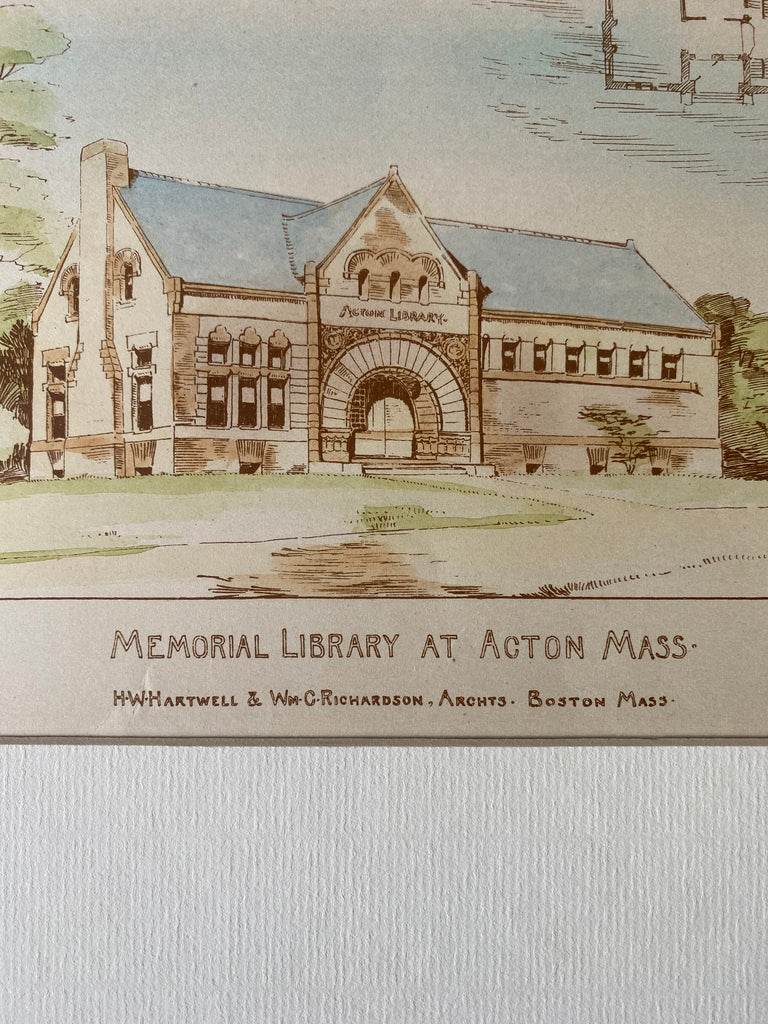 ACTON LIBRARY.
MEMORIAL LIBRARY AT ACTON MASS.
H.W.HARTWELL & WM.C.RICHARDSON, ARCHTS. BOSTON MASS.